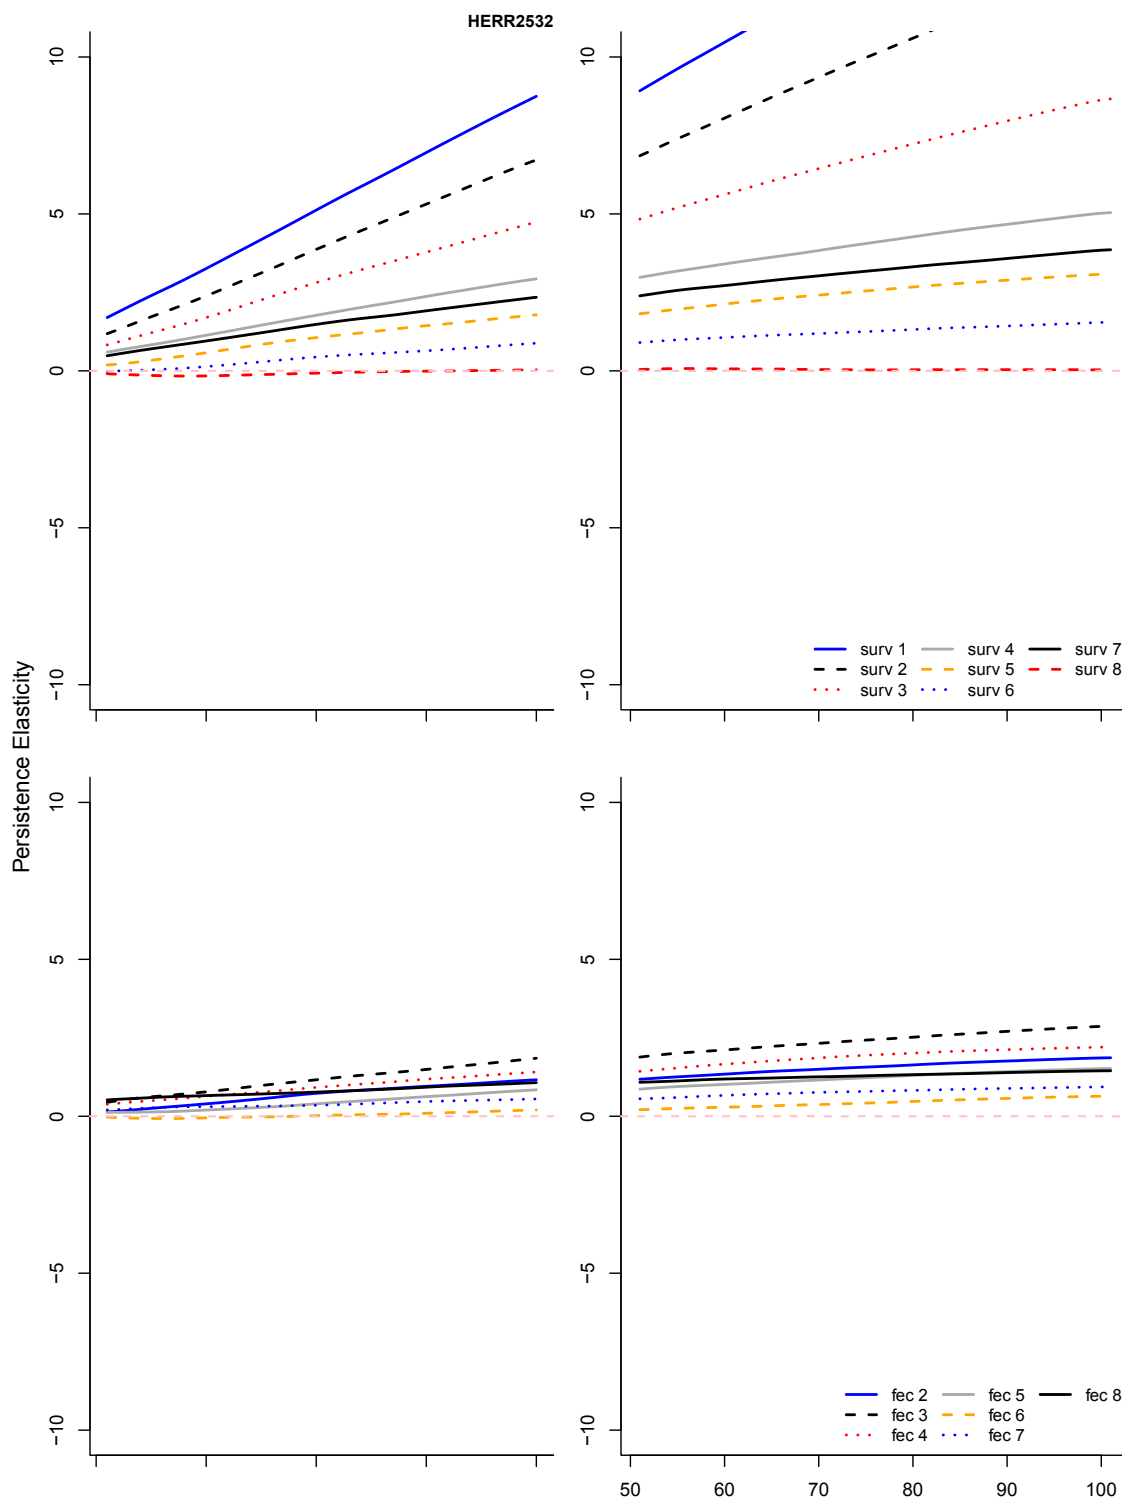 HERR2532
10
5
0
−5
−10
10
5
0
−5
−10
surv 1 surv 4 surv 7
surv 2 surv 5 surv 8
surv 3 surv 6
Persistence Elasticity
10
5
0
−5
−10
10
5
0
−5
−10
fec 2 fec 5 fec 8
fec 3 fec 6
fec 4 fec 7
50 60 70 80 90 100